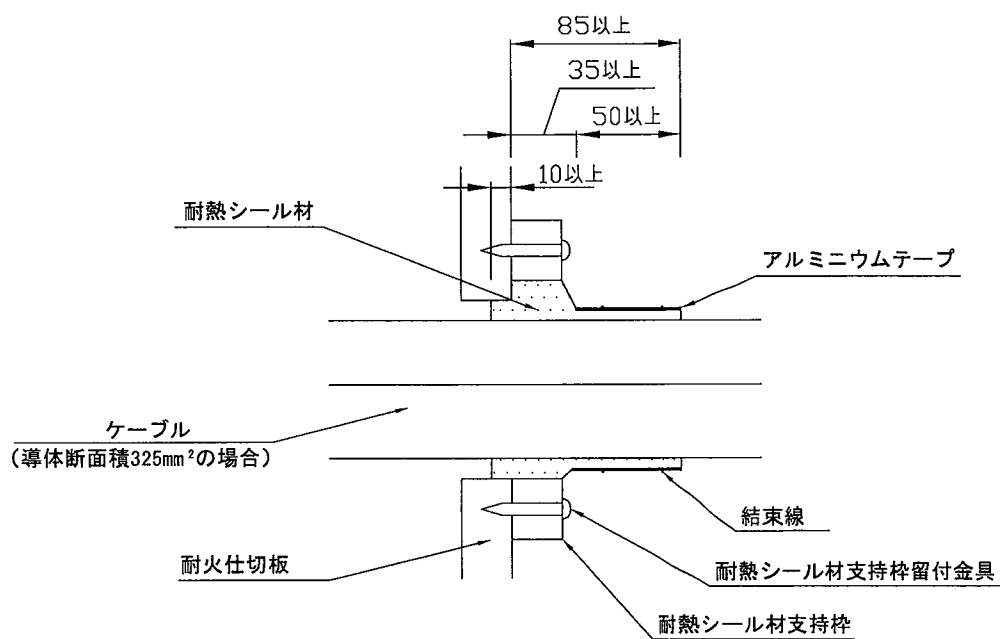 85以上
35以上
50以上
10以上
耐熱シール材
アルミニウムテープ
ケーブル
(導体断面積325mm²の場合)
結束線
耐火仕切板
耐熱シール材支持枠留付金具
耐熱シール材支持枠